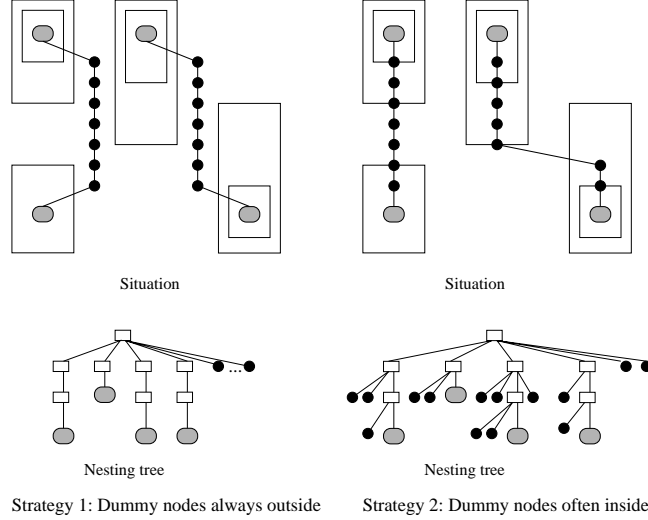 Situation
Situation
...
Nesting tree
Nesting tree
Strategy 1: Dummy nodes always outside
Strategy 2: Dummy nodes often inside